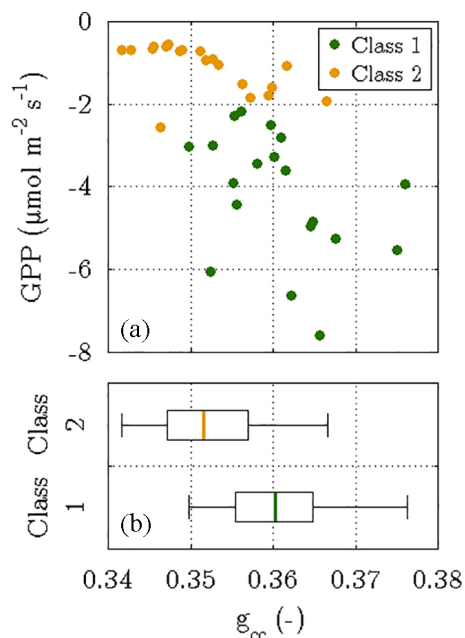 0
-2
-4
-6
-8
GPP ((μmol m⁻² s⁻¹)
Class 1
Class 2
(a)
Class 2
Class 1
(b)
0.34 0.35 0.36 0.37 0.38
g_cc (-)